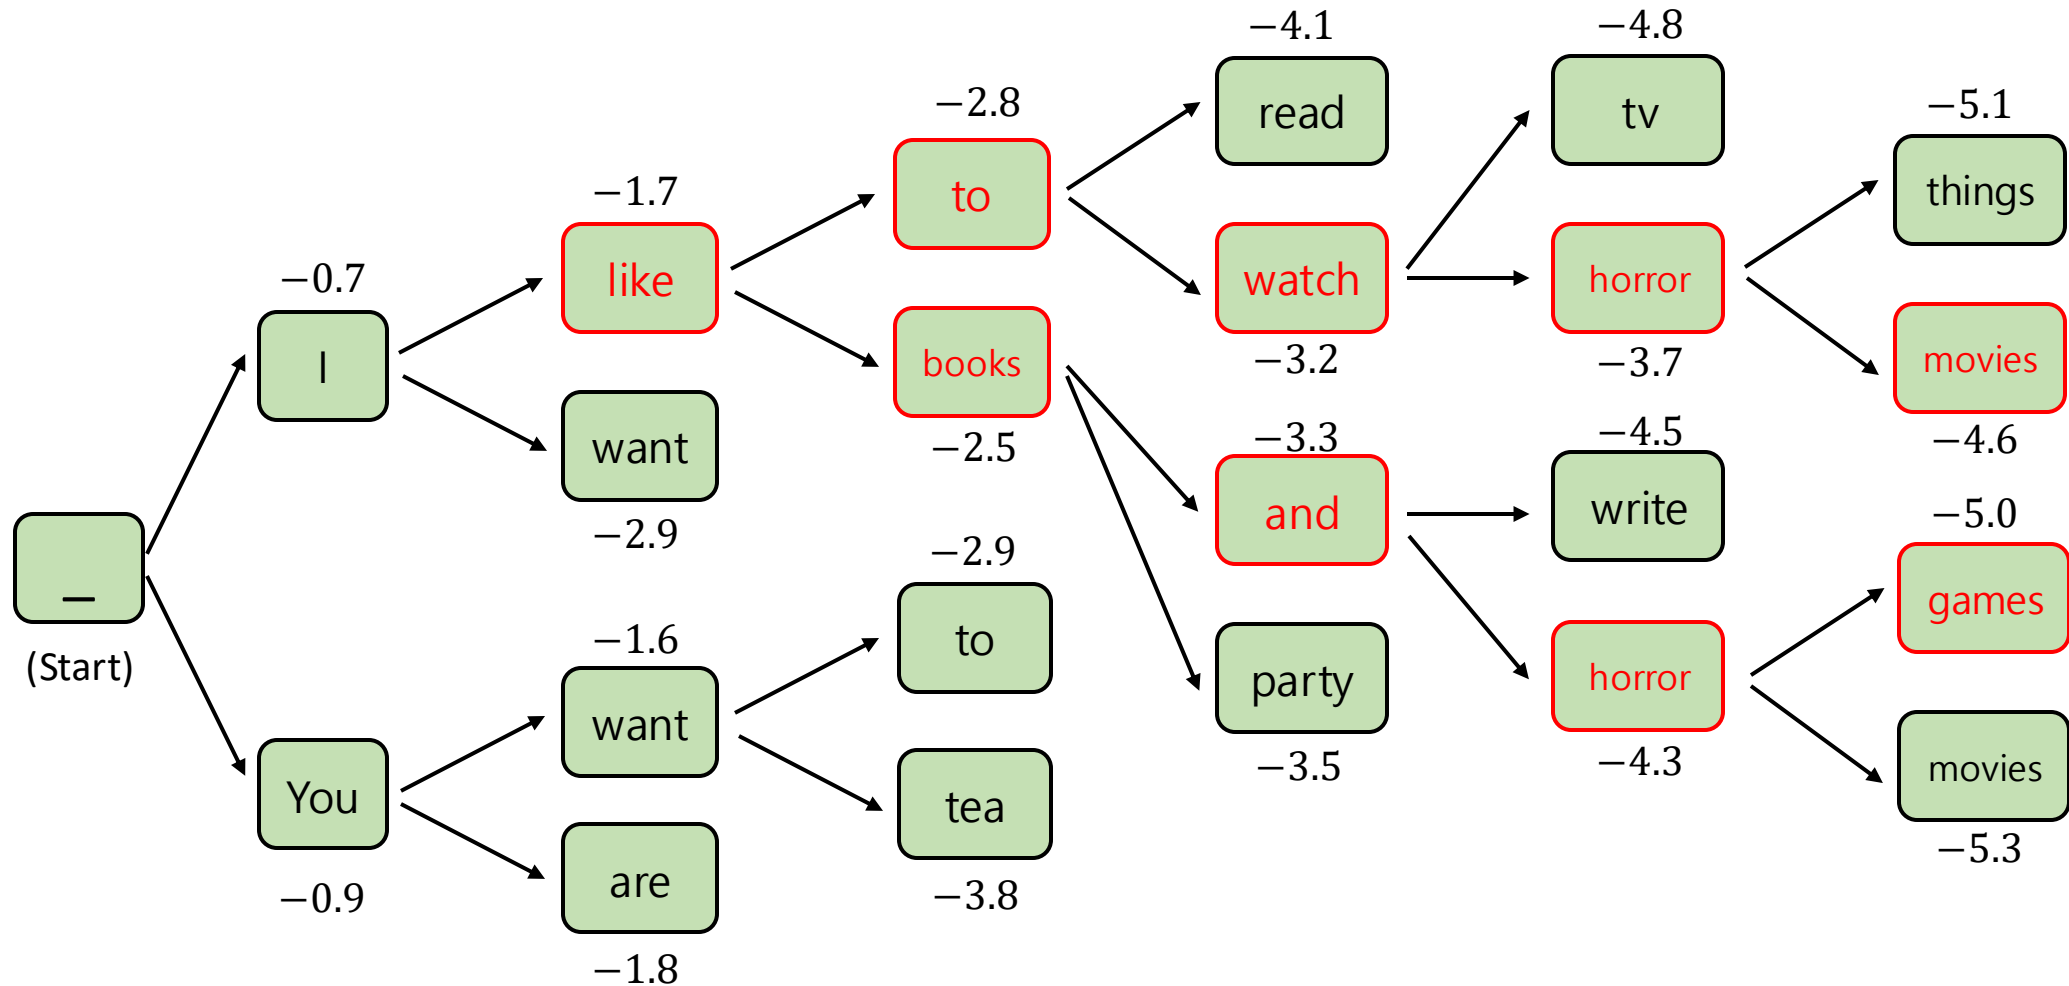 _
(Start)
−0.7
I
You
−0.9
−1.7
like
want
−2.9
−1.6
want
are
−1.8
−2.8
to
books
−2.5
−2.9
to
tea
−3.8
−4.1
read
watch
−3.2
−3.3
and
party
−3.5
−4.8
tv
horror
−3.7
−4.5
write
horror
−4.3
−5.1
things
movies
−4.6
−5.0
games
movies
−5.3